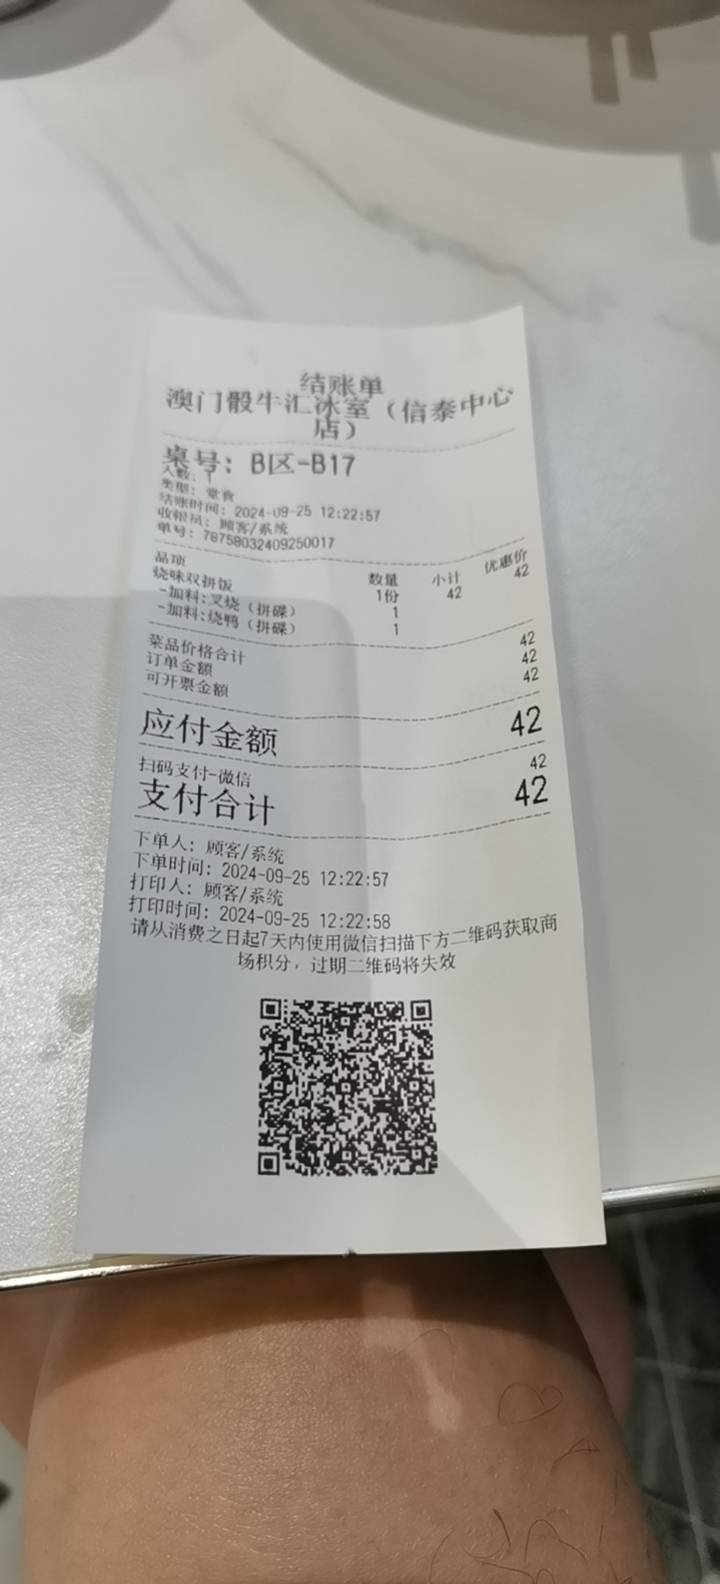 结账单
澳门骰牛汇冰室（信泰中心
店）
桌号: B区-B17
人数: 1
类型: 堂食
结账时间: 2024-09-25 12:22:57
收银员: 顾客/系统
单号: 78758032409250017
品项 数量 小计 优惠价
烧味双拼饭 1份 42 42
-加料:叉烧（拼碟） 1
-加料:烧鸭（拼碟） 1
菜品价格合计 42
订单金额 42
可开票金额 42
应付金额 42
扫码支付-微信 42
支付合计 42
下单人: 顾客/系统
下单时间: 2024-09-25 12:22:57
打印人: 顾客/系统
打印时间: 2024-09-25 12:22:58
请从消费之日起7天内使用微信扫描下方二维码获取商
场积分，过期二维码将失效